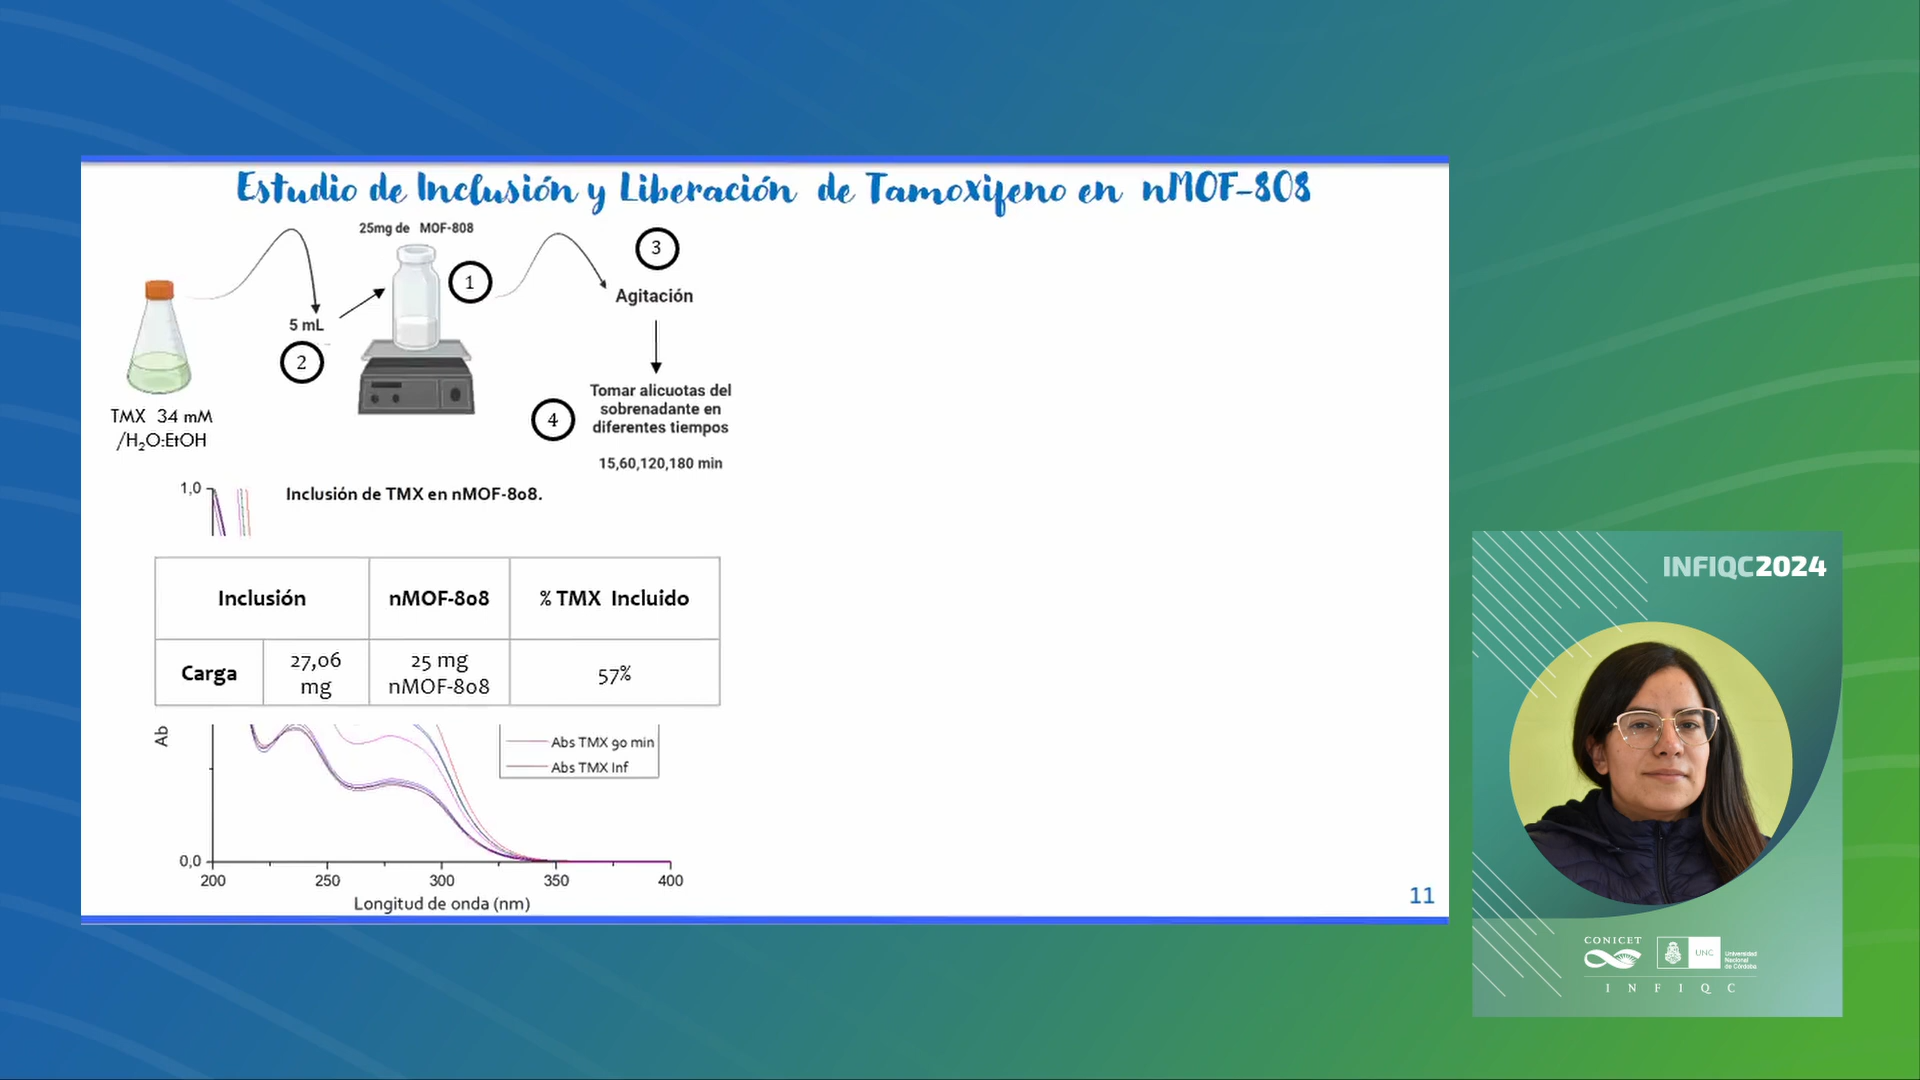 Estudio de Inclusión y Liberación de Tamoxifeno en nMOF-808
25mg de MOF-808
1
3
Agitación
5 mL
2
TMX 34 mM
/H₂O:EtOH
4
Tomar alicuotas del
sobrenadante en
diferentes tiempos
15,60,120,180 min
1,0
Inclusión de TMX en nMOF-808.
Inclusión
nMOF-808
% TMX Incluido
Carga
27,06
mg
25 mg
nMOF-808
57%
Ab
Abs TMX 90 min
Abs TMX Inf
0,0
200
250
300
350
400
Longitud de onda (nm)
11
INFIQC2024
CONICET
UNC
Universidad
Nacional
de Córdoba
INFIQC